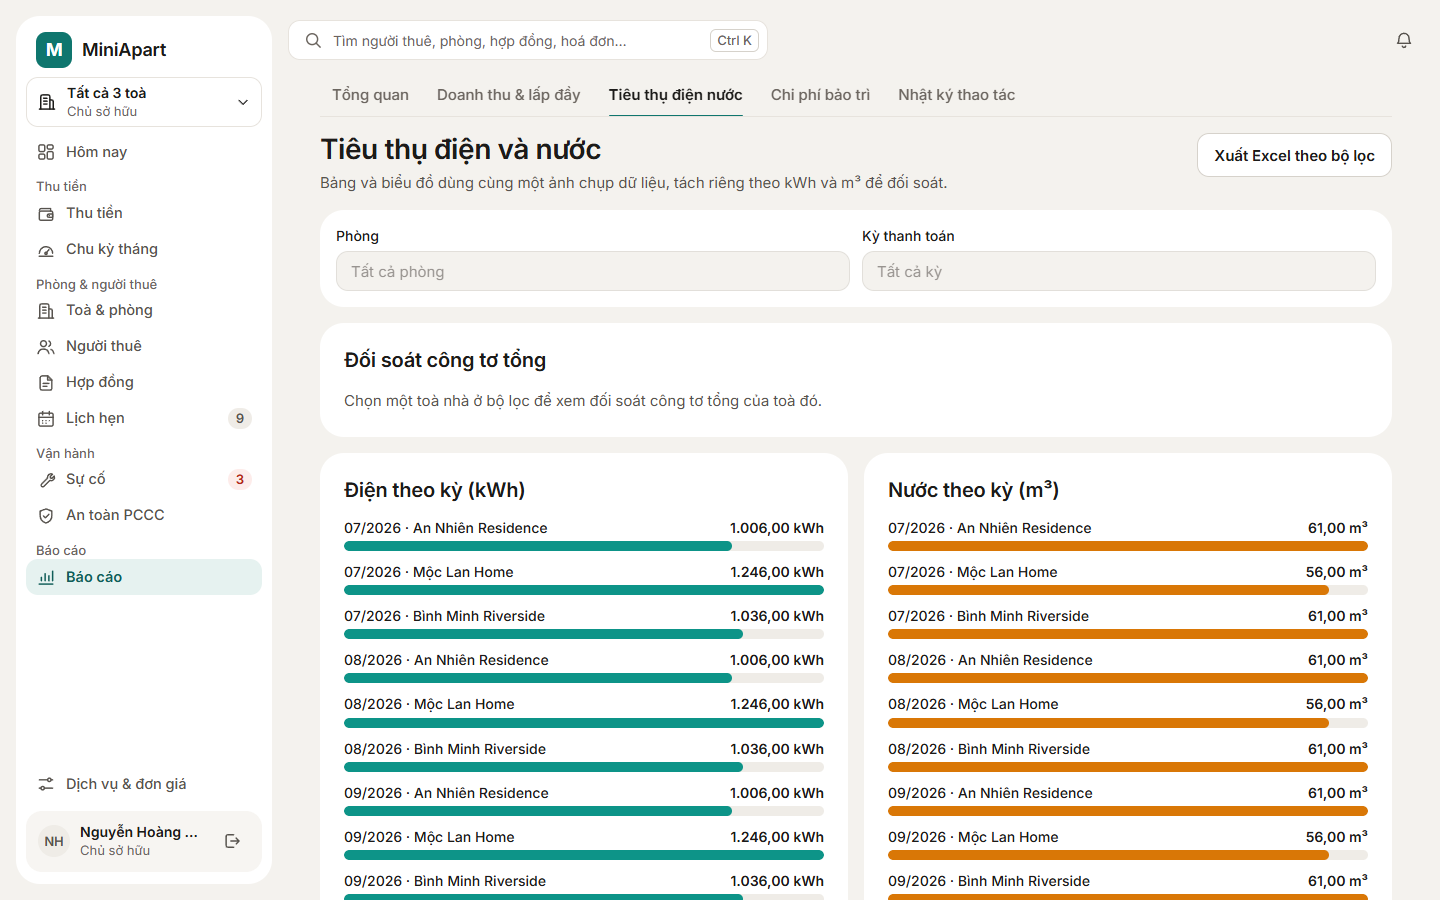 M MiniApart
Tất cả 3 toà
Chủ sở hữu
Hôm nay
Thu tiền
Thu tiền
Chu kỳ tháng
Phòng & người thuê
Toà & phòng
Người thuê
Hợp đồng
Lịch hẹn 9
Vận hành
Sự cố 3
An toàn PCCC
Báo cáo
Báo cáo
Dịch vụ & đơn giá
NH Nguyễn Hoàng ...
Chủ sở hữu
Tìm người thuê, phòng, hợp đồng, hoá đơn... Ctrl K
Tổng quan Doanh thu & lấp đầy Tiêu thụ điện nước Chi phí bảo trì Nhật ký thao tác
Tiêu thụ điện và nước
Bảng và biểu đồ dùng cùng một ảnh chụp dữ liệu, tách riêng theo kWh và m³ để đối soát.
Xuất Excel theo bộ lọc
Phòng
Tất cả phòng
Kỳ thanh toán
Tất cả kỳ
Đối soát công tơ tổng
Chọn một toà nhà ở bộ lọc để xem đối soát công tơ tổng của toà đó.
Điện theo kỳ (kWh)
07/2026 · An Nhiên Residence 1.006,00 kWh
07/2026 · Mộc Lan Home 1.246,00 kWh
07/2026 · Bình Minh Riverside 1.036,00 kWh
08/2026 · An Nhiên Residence 1.006,00 kWh
08/2026 · Mộc Lan Home 1.246,00 kWh
08/2026 · Bình Minh Riverside 1.036,00 kWh
09/2026 · An Nhiên Residence 1.006,00 kWh
09/2026 · Mộc Lan Home 1.246,00 kWh
09/2026 · Bình Minh Riverside 1.036,00 kWh
Nước theo kỳ (m³)
07/2026 · An Nhiên Residence 61,00 m³
07/2026 · Mộc Lan Home 56,00 m³
07/2026 · Bình Minh Riverside 61,00 m³
08/2026 · An Nhiên Residence 61,00 m³
08/2026 · Mộc Lan Home 56,00 m³
08/2026 · Bình Minh Riverside 61,00 m³
09/2026 · An Nhiên Residence 61,00 m³
09/2026 · Mộc Lan Home 56,00 m³
09/2026 · Bình Minh Riverside 61,00 m³